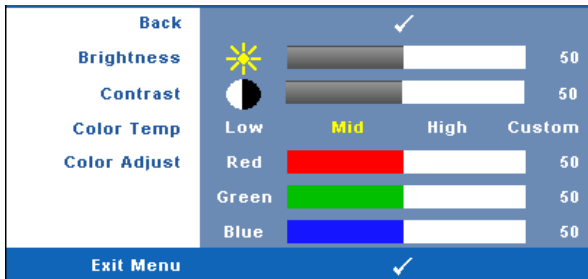 Back
Brightness 50
Contrast 50
Color Temp Low Mid High Custom
Color Adjust Red 50
Green 50
Blue 50
Exit Menu